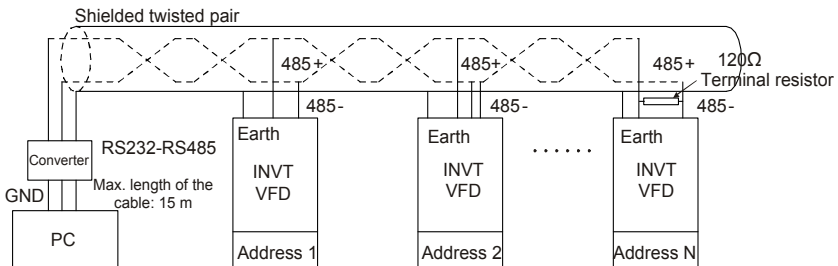 Shielded twisted pair
485+
485+
485+
120Ω
Terminal resistor
485-
485-
485-
Earth
Earth
Earth
Converter
RS232-RS485
INVT
VFD
INVT
VFD
......
INVT
VFD
GND
Max. length of the
cable: 15 m
PC
Address 1
Address 2
Address N